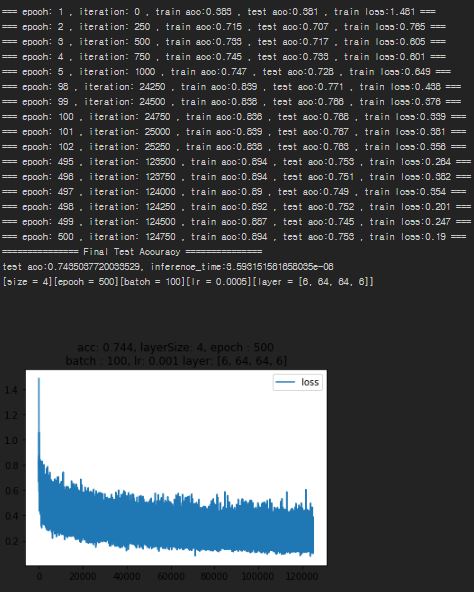 === epoch: 1 , iteration: 0 , train acc:0.383 , test acc:0.381 , train loss:1.481 ===
=== epoch: 2 , iteration: 250 , train acc:0.715 , test acc:0.707 , train loss:0.765 ===
=== epoch: 3 , iteration: 500 , train acc:0.733 , test acc:0.717 , train loss:0.605 ===
=== epoch: 4 , iteration: 750 , train acc:0.745 , test acc:0.733 , train loss:0.601 ===
=== epoch: 5 , iteration: 1000 , train acc:0.747 , test acc:0.728 , train loss:0.649 ===
=== epoch: 98 , iteration: 24250 , train acc:0.839 , test acc:0.771 , train loss:0.433 ===
=== epoch: 99 , iteration: 24500 , train acc:0.838 , test acc:0.766 , train loss:0.376 ===
=== epoch: 100 , iteration: 24750 , train acc:0.836 , test acc:0.768 , train loss:0.339 ===
=== epoch: 101 , iteration: 25000 , train acc:0.839 , test acc:0.767 , train loss:0.381 ===
=== epoch: 102 , iteration: 25250 , train acc:0.838 , test acc:0.766 , train loss:0.356 ===
=== epoch: 495 , iteration: 123500 , train acc:0.894 , test acc:0.753 , train loss:0.264 ===
=== epoch: 496 , iteration: 123750 , train acc:0.894 , test acc:0.751 , train loss:0.362 ===
=== epoch: 497 , iteration: 124000 , train acc:0.89 , test acc:0.749 , train loss:0.354 ===
=== epoch: 498 , iteration: 124250 , train acc:0.892 , test acc:0.752 , train loss:0.201 ===
=== epoch: 499 , iteration: 124500 , train acc:0.887 , test acc:0.745 , train loss:0.247 ===
=== epoch: 500 , iteration: 124750 , train acc:0.894 , test acc:0.753 , train loss:0.19 ===
=============== Final Test Accuracy ===============
test
[size = 4][epoch = 500][batch = 100][lr = 0.0005][layer = [6, 64, 64, 6]]
acc: 0.744, layerSize: 4, epoch : 500
batch : 100, lr: 0.001 layer: [6, 64, 64, 6]
loss
1.4
1.2
1.0
0.8
0.6
0.4
0.2
0 20000 40000 60000 80000 100000 120000